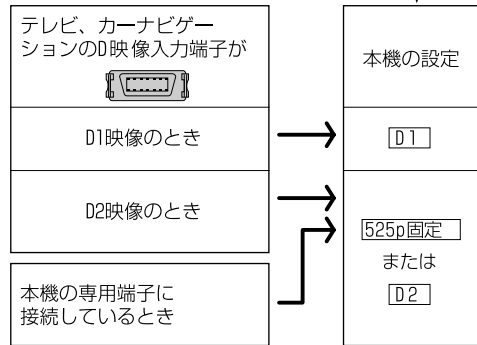 テレビ、カーナビゲー
ションのD映像入力端子が
本機の設定
D1映像のとき
D1
D2映像のとき
525p固定
または
D2
本機の専用端子に
接続しているとき